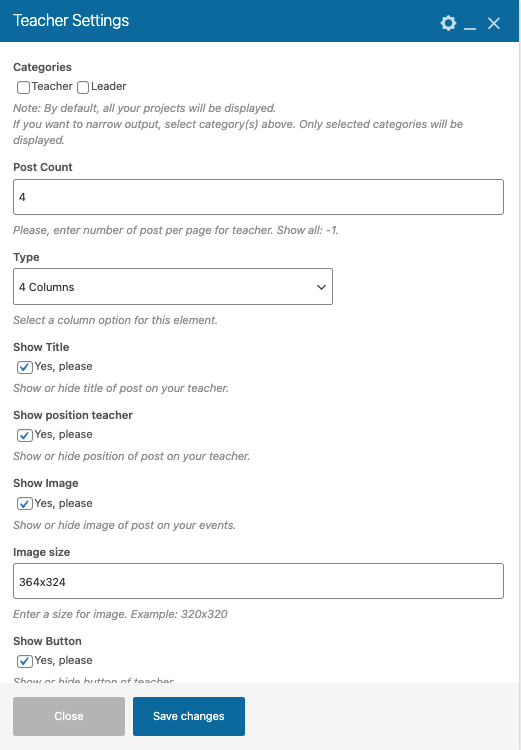 Teacher Settings
Categories
Teacher Leader
Note: By default, all your projects will be displayed.
If you want to narrow output, select category(s) above. Only selected categories will be
displayed.
Post Count
4
Please, enter number of post per page for teacher. Show all: -1.
Type
4 Columns
Select a column option for this element.
Show Title
Yes, please
Show or hide title of post on your teacher.
Show position teacher
Yes, please
Show or hide position of post on your teacher.
Show Image
Yes, please
Show or hide image of post on your events.
Image size
364x324
Enter a size for image. Example: 320x320
Show Button
Yes, please
Show or hide button of teacher
Close Save changes